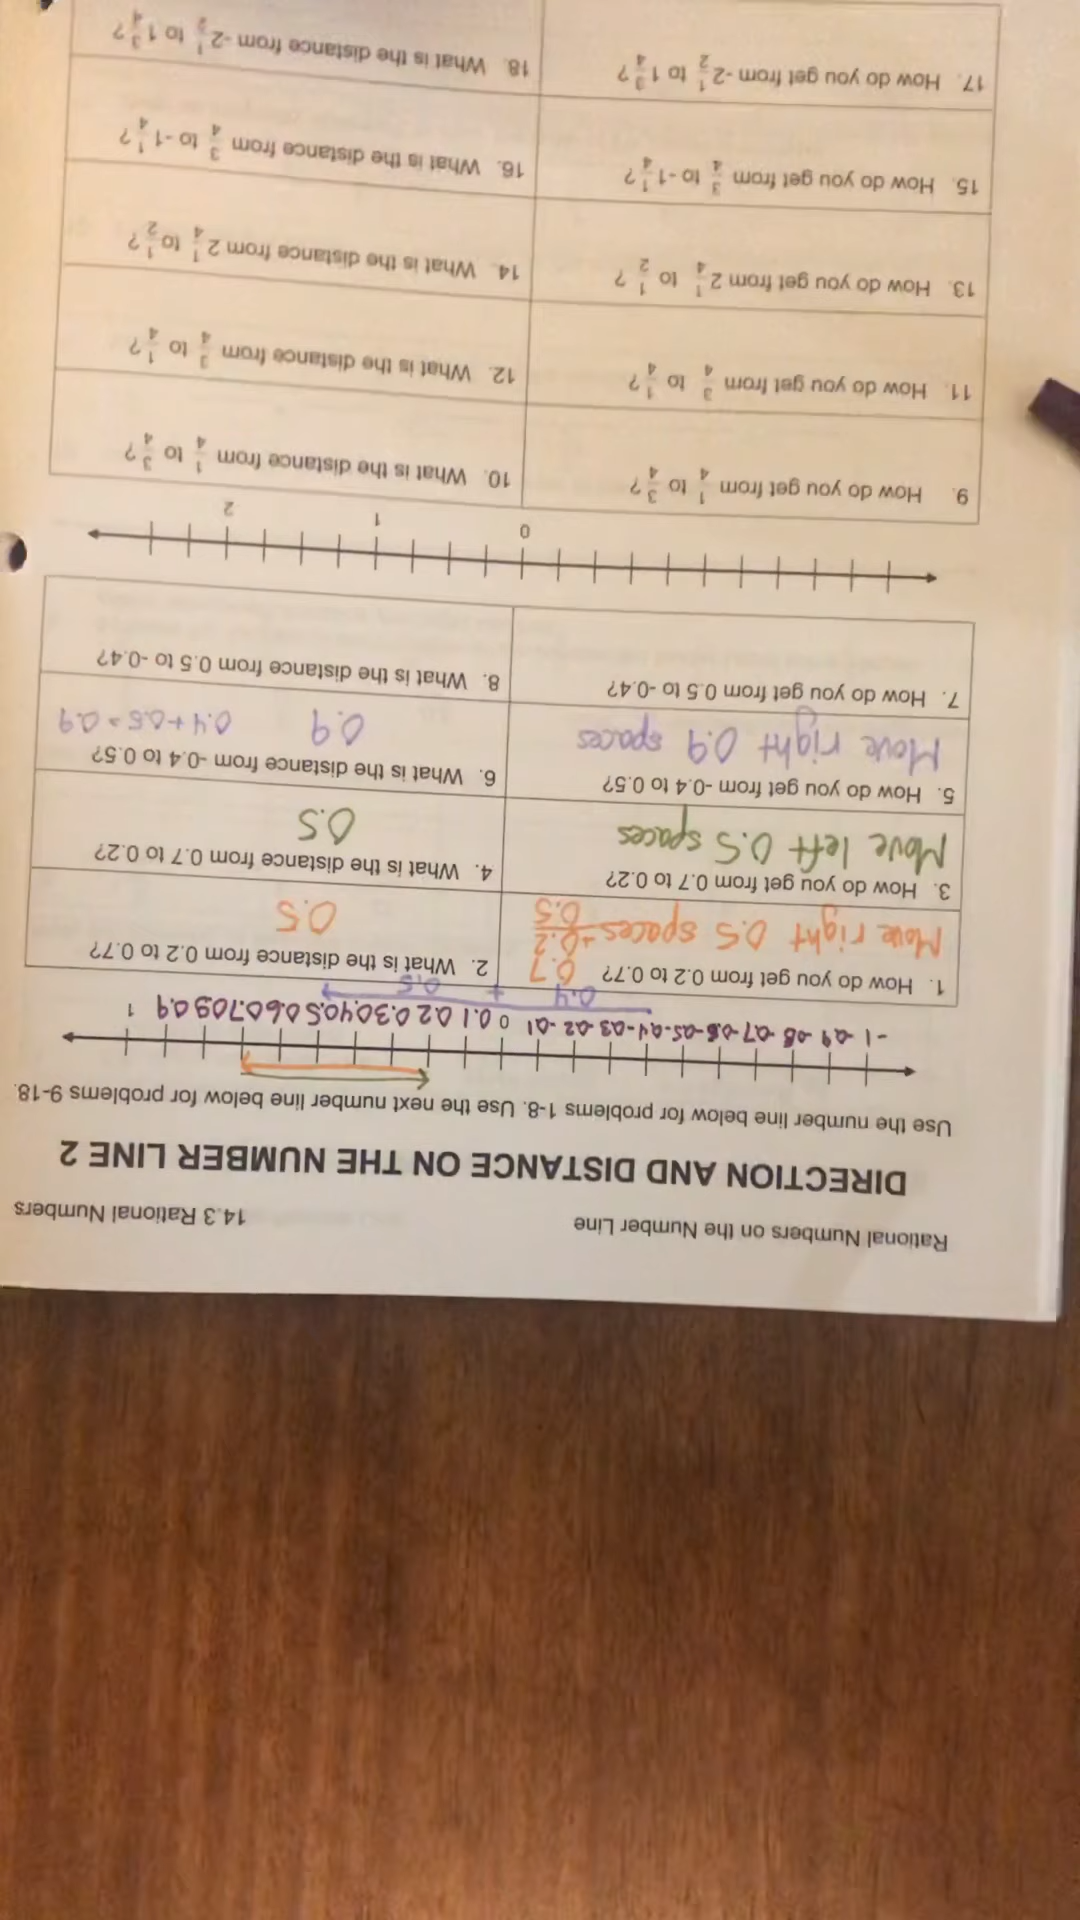 Rational Numbers on the Number Line 14.3 Rational Numbers
DIRECTION AND DISTANCE ON THE NUMBER LINE 2
Use the number line below for problems 1-8. Use the next number line below for problems 9-18.
-1 -0.9 -0.8 -0.7 -0.6 -0.5 -0.4 -0.3 -0.2 -0.1 0 0.1 0.2 0.3 0.4 0.5 0.6 0.7 0.8 0.9 1
0.4 + 0.5
1. How do you get from 0.2 to 0.7?
Move right 0.5 spaces
0.7
-0.2
0.5
2. What is the distance from 0.2 to 0.7?
0.5
3. How do you get from 0.7 to 0.2?
Move left 0.5 spaces
4. What is the distance from 0.7 to 0.2?
0.5
5. How do you get from -0.4 to 0.5?
Move right 0.9 spaces
6. What is the distance from -0.4 to 0.5?
0.9 0.4+0.5=0.9
7. How do you get from 0.5 to -0.4?
8. What is the distance from 0.5 to -0.4?
0 1 2
9. How do you get from 1/4 to 3/4?
10. What is the distance from 1/4 to 3/4?
11. How do you get from 3/4 to 1/4?
12. What is the distance from 3/4 to 1/4?
13. How do you get from 2 1/4 to 1/2?
14. What is the distance from 2 1/4 to 1/2?
15. How do you get from 3/4 to -1 1/4?
16. What is the distance from 3/4 to -1 1/4?
17. How do you get from -2 1/2 to 1 3/4?
18. What is the distance from -2 1/2 to 1 3/4?